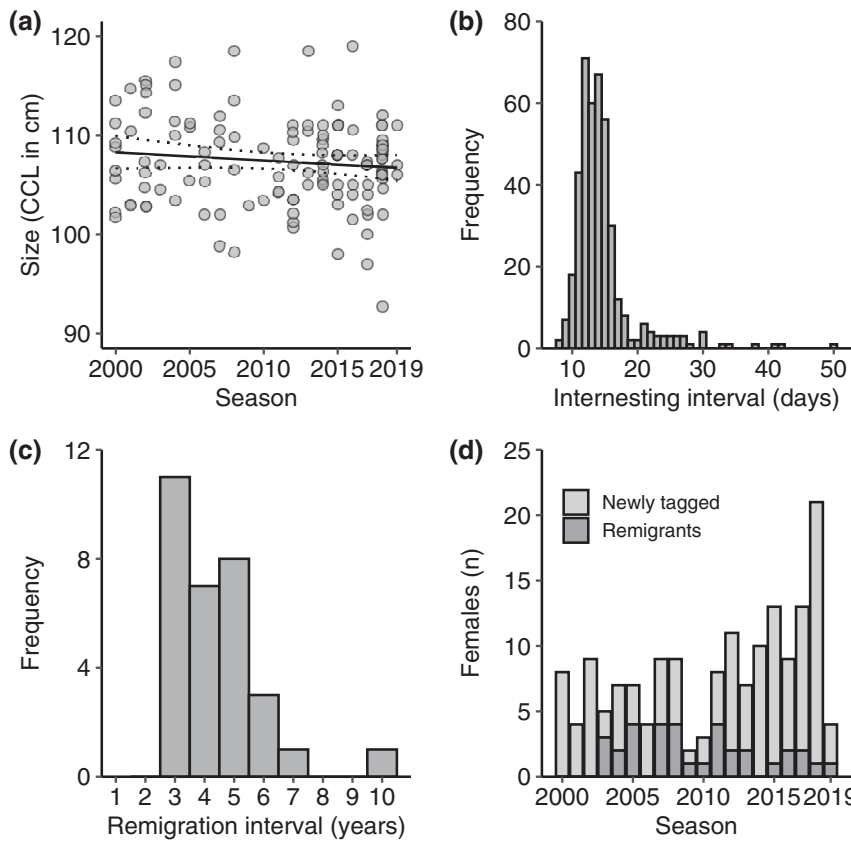 (a)
120
110
100
90
Size (CCL in cm)
2000 2005 2010 2015 2019
Season
(b)
80
60
40
20
0
Frequency
10 20 30 40 50
Internesting interval (days)
(c)
12
8
4
0
Frequency
1 2 3 4 5 6 7 8 9 10
Remigration interval (years)
(d)
25
20
15
10
5
0
Females (n)
Newly tagged
Remigrants
2000 2005 2010 2015 2019
Season